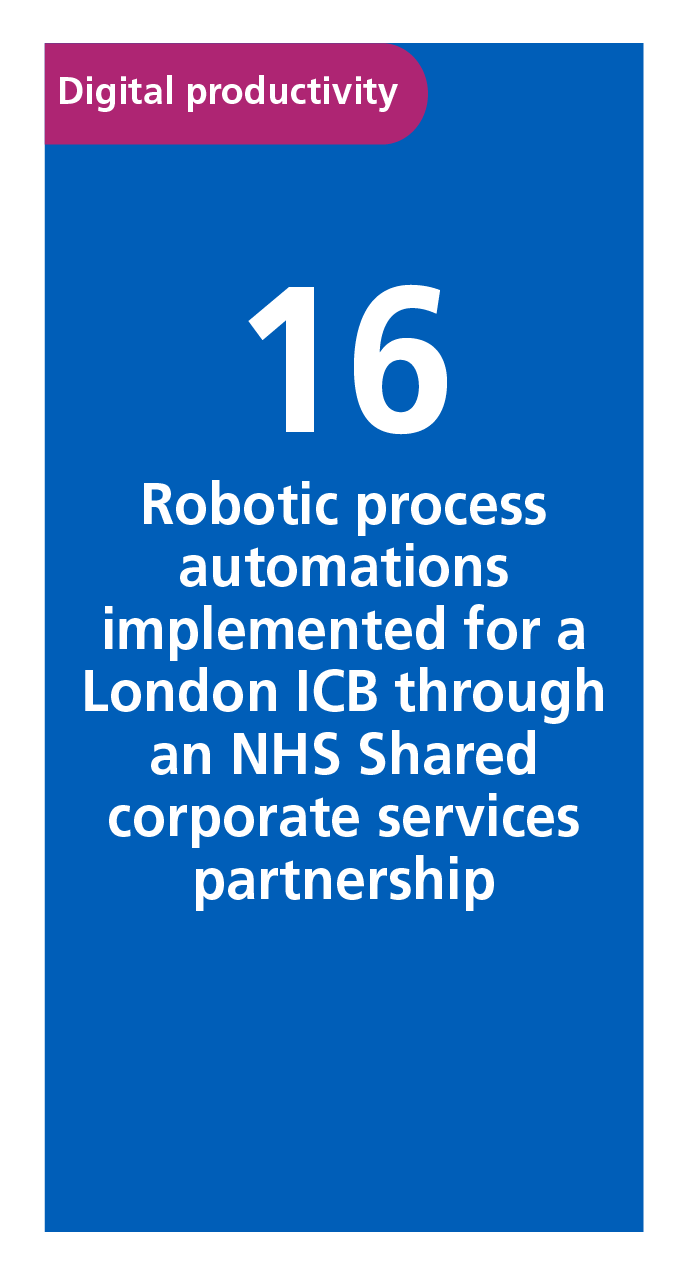 Digital productivity
16
Robotic process
automations
implemented for a
London ICB through
an NHS Shared
corporate services
partnership